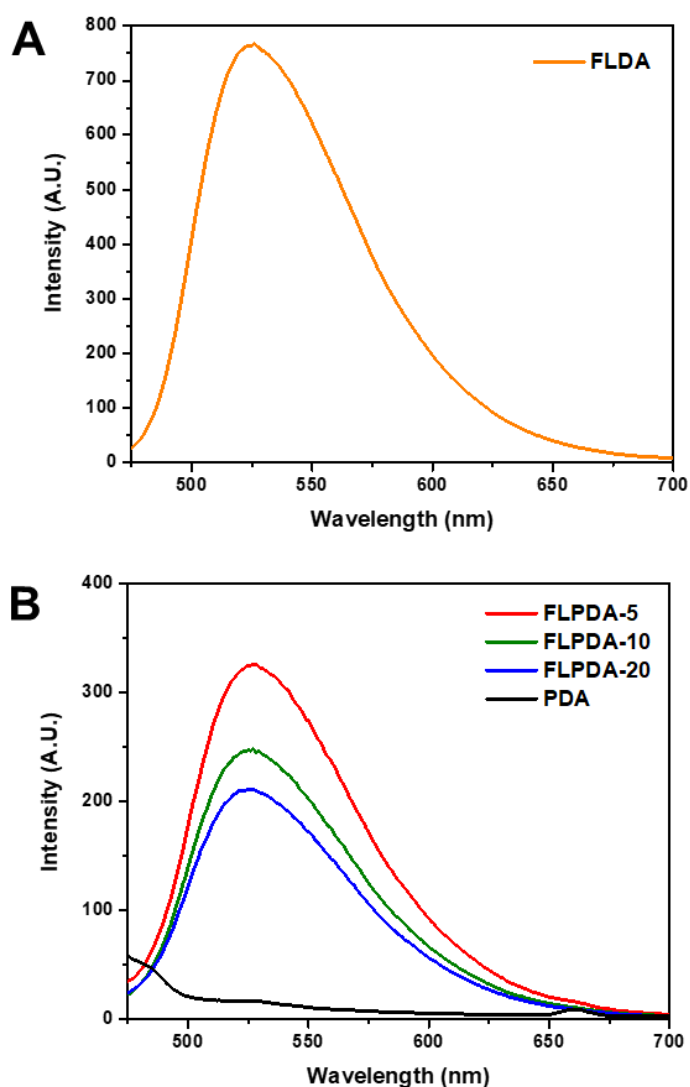 A
FLDA
800
700
600
500
400
300
200
100
0
Intensity (A.U.)
500 550 600 650 700
Wavelength (nm)
B
FLPDA-5
FLPDA-10
FLPDA-20
PDA
400
300
200
100
0
Intensity (A.U.)
500 550 600 650 700
Wavelength (nm)